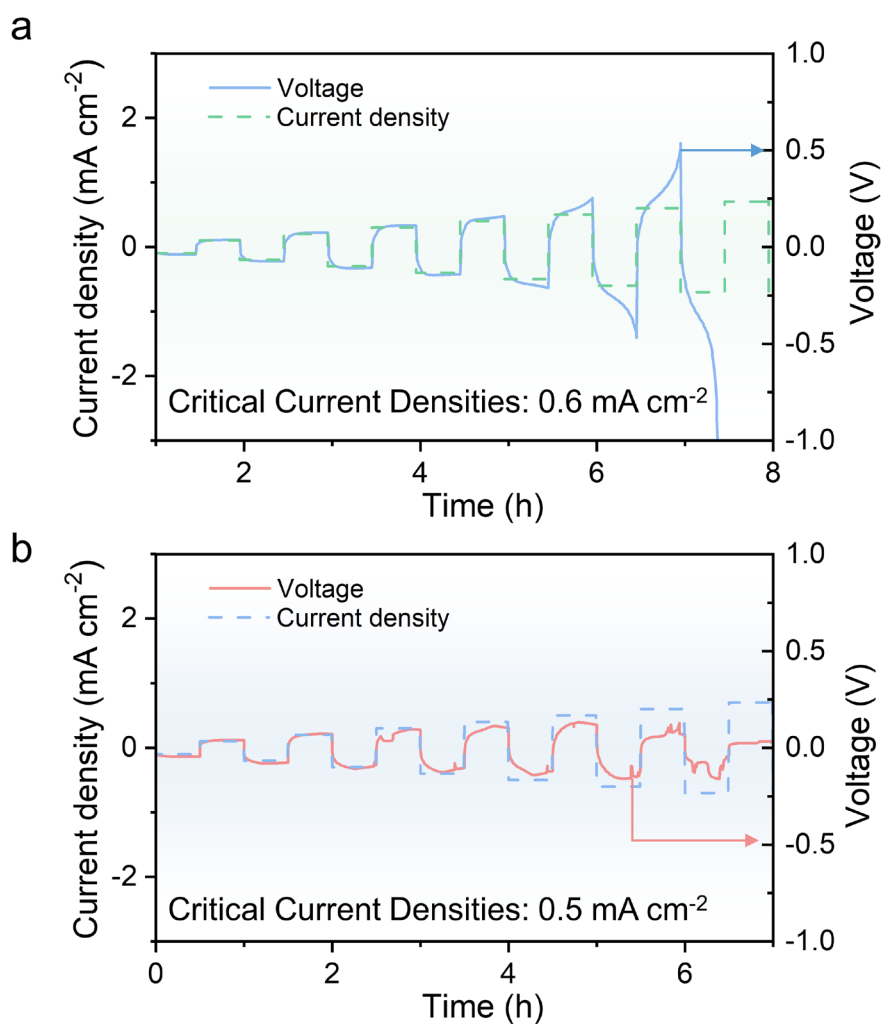 a
Voltage
Current density
Current density (mA cm-2)
2
0
-2
1.0
0.5
0.0
-0.5
-1.0
Voltage (V)
Critical Current Densities: 0.6 mA cm-2
2
4
6
8
Time (h)
b
Voltage
Current density
Current density (mA cm-2)
2
0
-2
1.0
0.5
0.0
-0.5
-1.0
Voltage (V)
Critical Current Densities: 0.5 mA cm-2
0
2
4
6
Time (h)